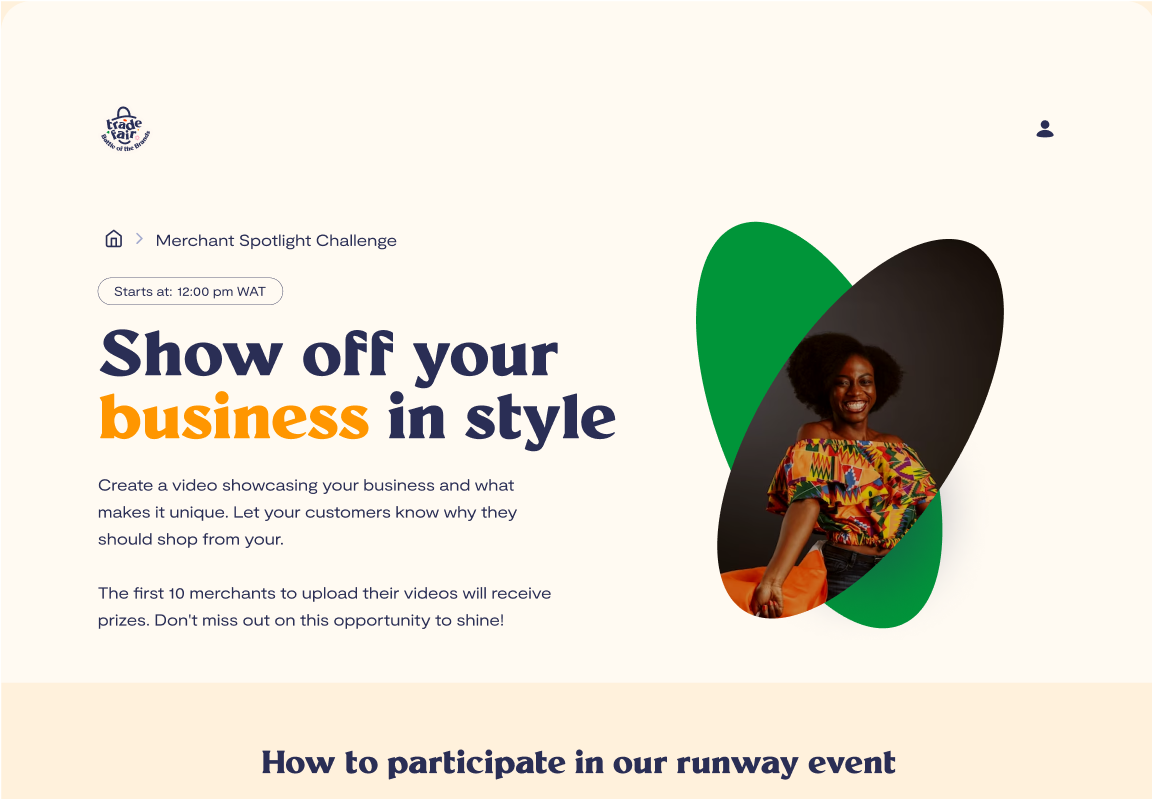 trade
fair
Battle of the Brands
Merchant Spotlight Challenge
Starts at: 12:00 pm WAT
Show off your
business in style
Create a video showcasing your business and what
makes it unique. Let your customers know why they
should shop from your.
The first 10 merchants to upload their videos will receive
prizes. Don't miss out on this opportunity to shine!
How to participate in our runway event